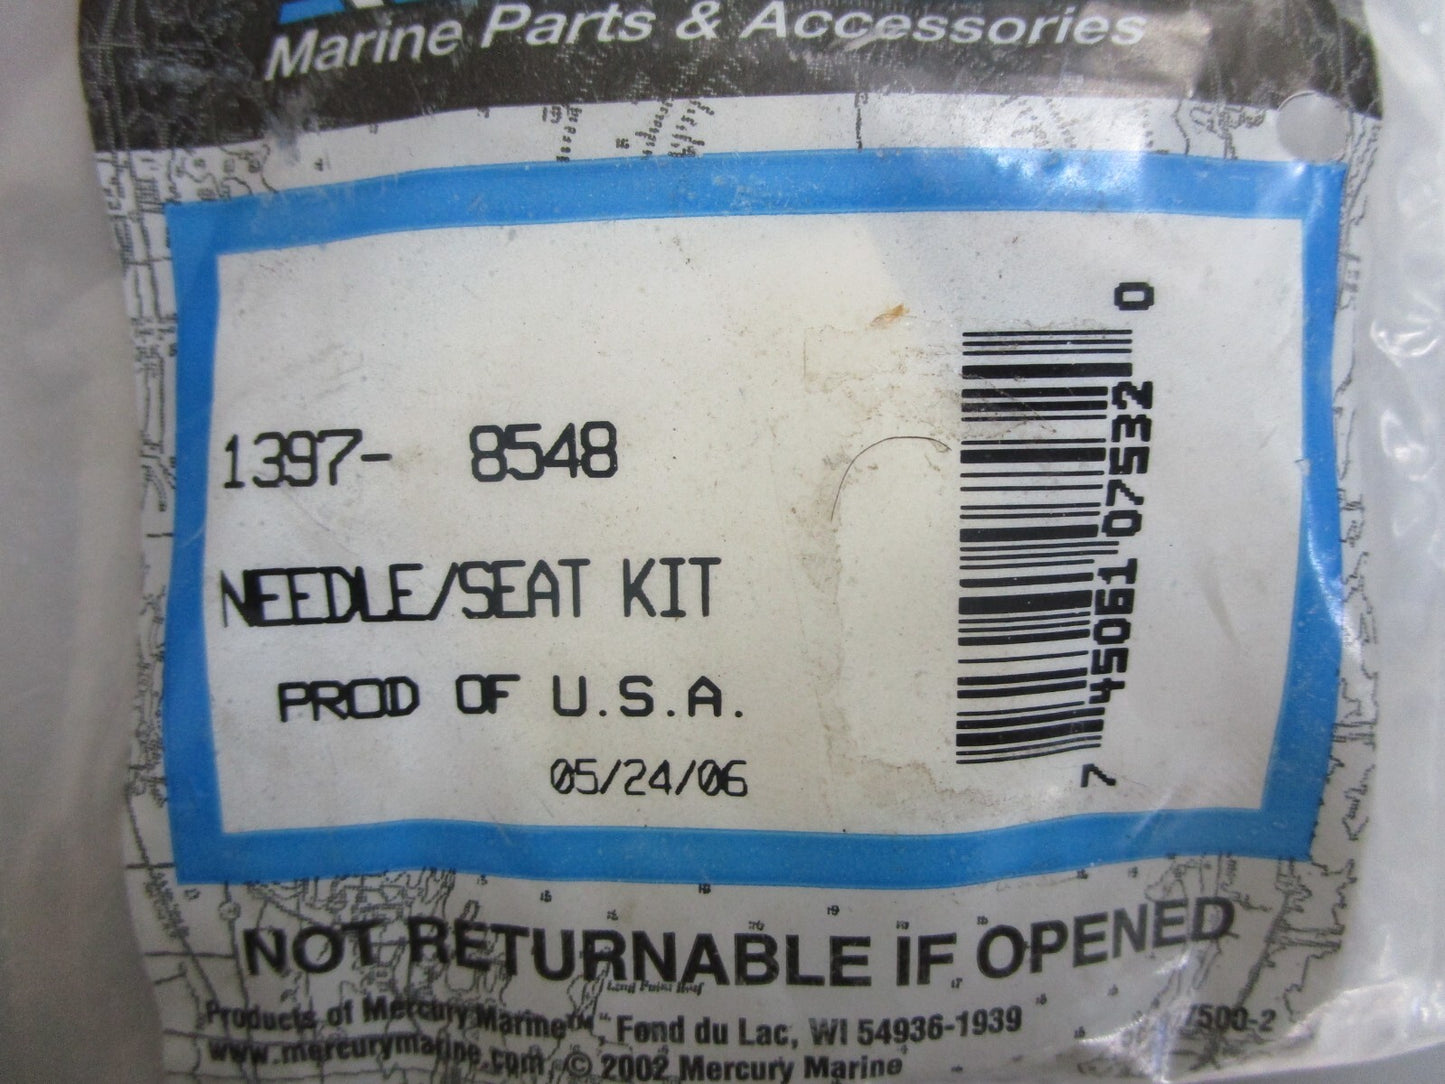 Marine Parts & Accessories
1397- 8548
NEEDLE/SEAT KIT
PROD OF U.S.A.
05/24/06
7 45061 07532 0
NOT RETURNABLE IF OPENED
Products of Mercury Marine™, Fond du Lac, WI 54936-1939
www.mercurymarine.com © 2002 Mercury Marine